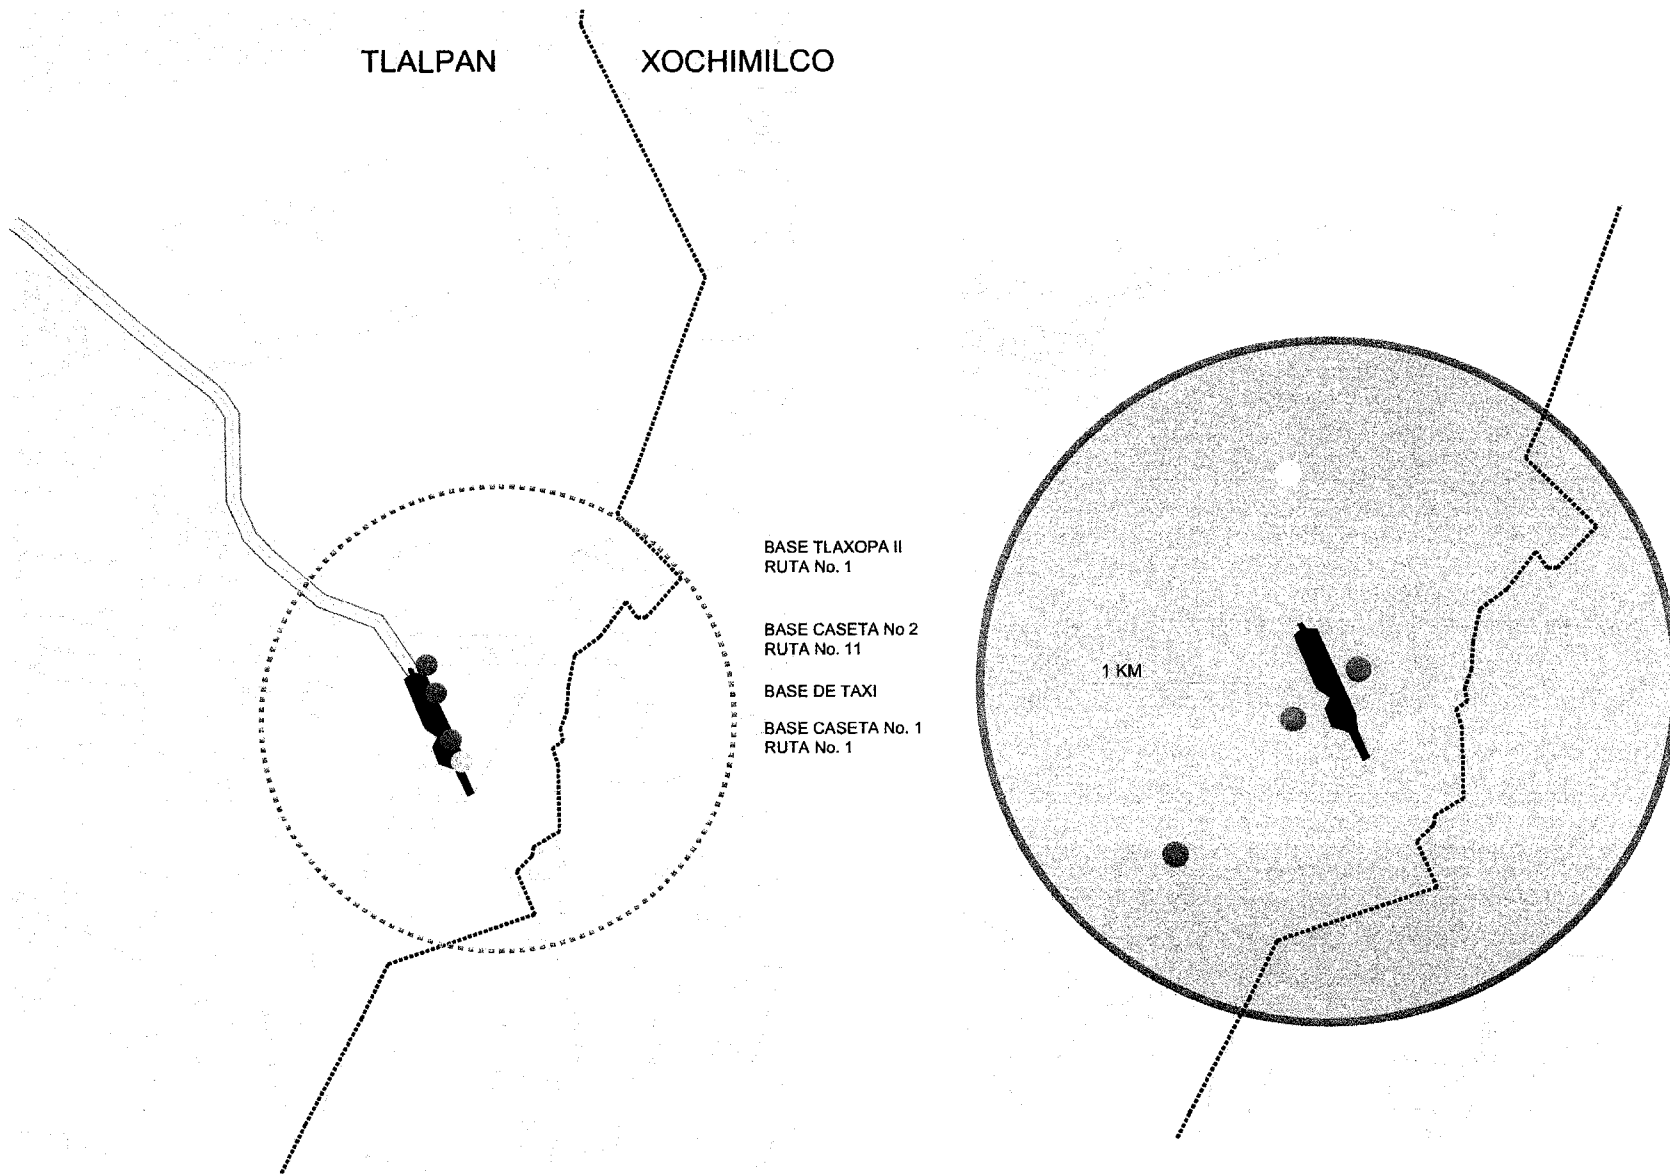 TLALPAN
XOCHIMILCO
BASE TLAXOPA II
RUTA No. 1
BASE CASETA No 2
RUTA No. 11
BASE DE TAXI
BASE CASETA No. 1
RUTA No. 1
1 KM